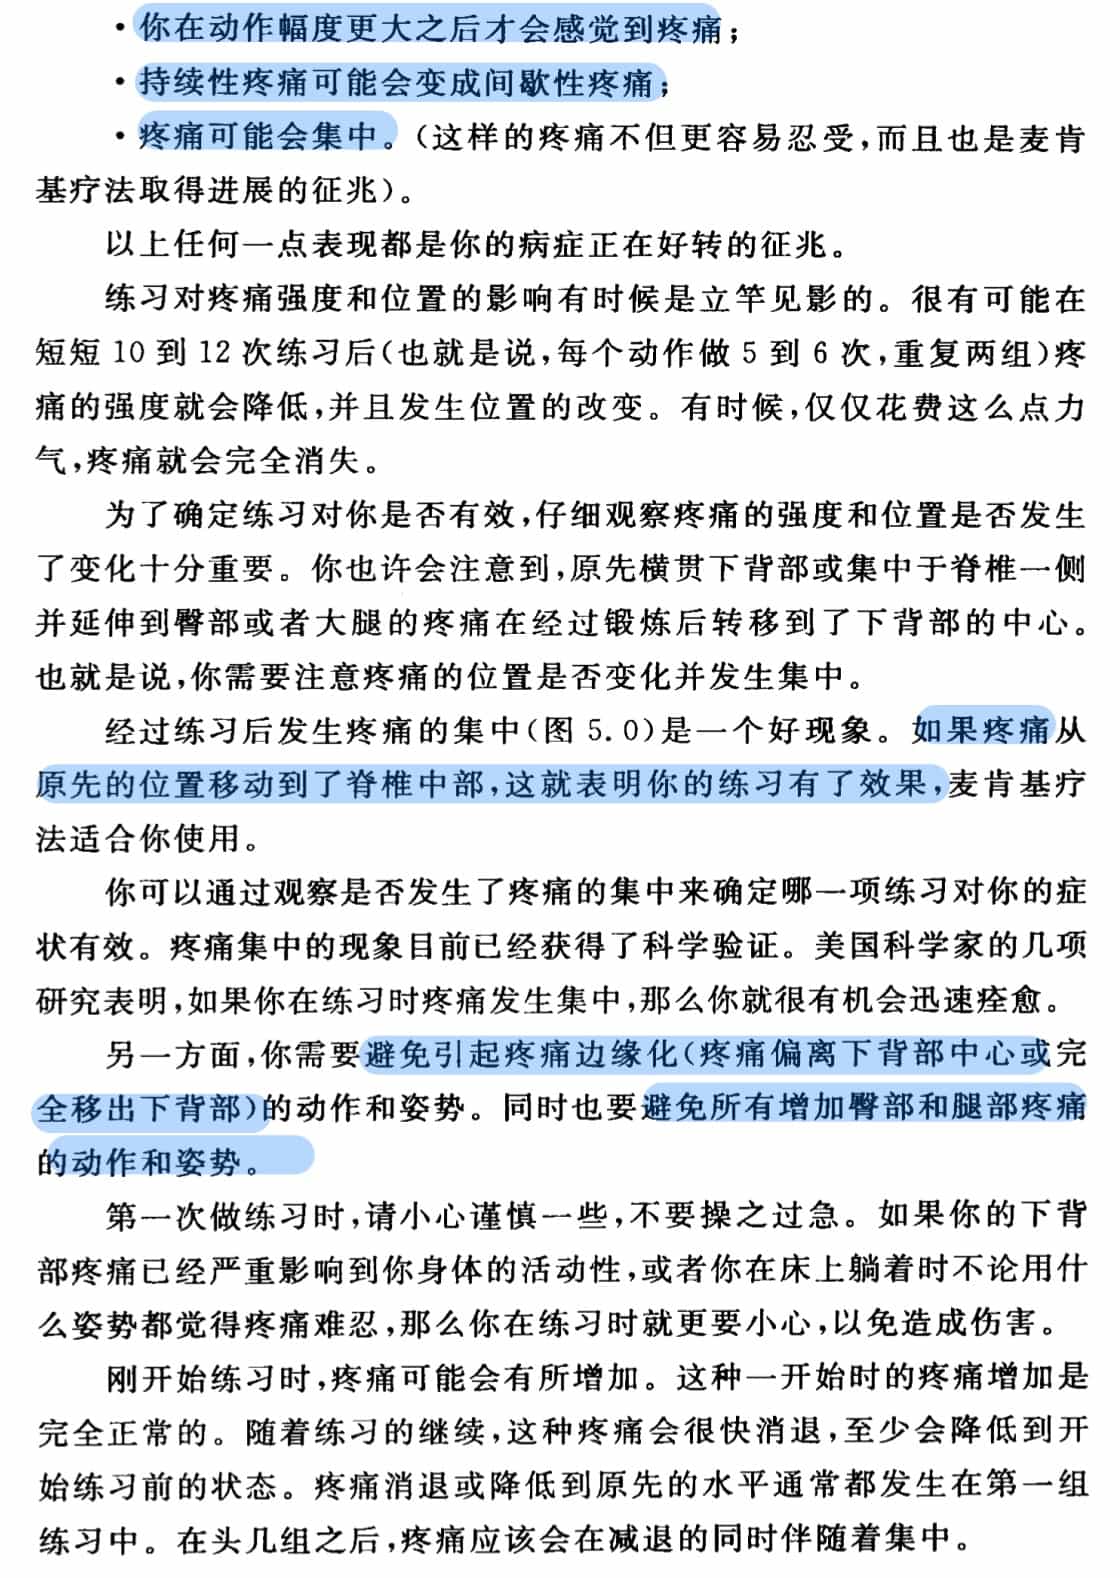 ·你在动作幅度更大之后才会感觉到疼痛；
·持续性疼痛可能会变成间歇性疼痛；
·疼痛可能会集中。（这样的疼痛不但更容易忍受，而且也是麦肯
基疗法取得进展的征兆）。
以上任何一点表现都是你的病症正在好转的征兆。
练习对疼痛强度和位置的影响有时候是立竿见影的。很有可能在
短短 10 到 12 次练习后（也就是说，每个动作做 5 到 6 次，重复两组）疼
痛的强度就会降低，并且发生位置的改变。有时候，仅仅花费这么点力
气，疼痛就会完全消失。
为了确定练习对你是否有效，仔细观察疼痛的强度和位置是否发生
了变化十分重要。你也许会注意到，原先横贯下背部或集中于脊椎一侧
并延伸到臀部或者大腿的疼痛在经过锻炼后转移到了下背部的中心。
也就是说，你需要注意疼痛的位置是否变化并发生集中。
经过练习后发生疼痛的集中（图 5.0）是一个好现象。如果疼痛从
原先的位置移动到了脊椎中部，这就表明你的练习有了效果，麦肯基疗
法适合你使用。
你可以通过观察是否发生了疼痛的集中来确定哪一项练习对你的症
状有效。疼痛集中的现象目前已经获得了科学验证。美国科学家的几项
研究表明，如果你在练习时疼痛发生集中，那么你就很有机会迅速痊愈。
另一方面，你需要避免引起疼痛边缘化（疼痛偏离下背部中心或完
全移出下背部）的动作和姿势。同时也要避免所有增加臀部和腿部疼痛
的动作和姿势。
第一次做练习时，请小心谨慎一些，不要操之过急。如果你的下背
部疼痛已经严重影响到你身体的活动性，或者你在床上躺着时不论用什
么姿势都觉得疼痛难忍，那么你在练习时就更要小心，以免造成伤害。
刚开始练习时，疼痛可能会有所增加。这种一开始时的疼痛增加是
完全正常的。随着练习的继续，这种疼痛会很快消退，至少会降低到开
始练习前的状态。疼痛消退或降低到原先的水平通常都发生在第一组
练习中。在头几组之后，疼痛应该会在减退的同时伴随着集中。